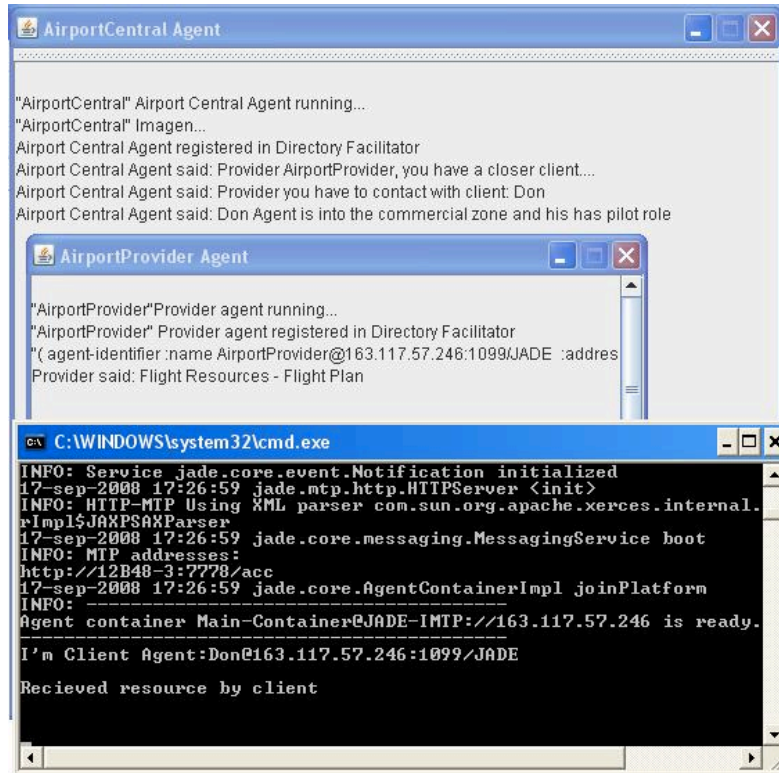 AirportCentral Agent
"AirportCentral" Airport Central Agent running...
"AirportCentral" Imagen...
Airport Central Agent registered in Directory Facilitator
Airport Central Agent said: Provider AirportProvider, you have a closer client....
Airport Central Agent said: Provider you have to contact with client: Don
Airport Central Agent said: Don Agent is into the commercial zone and his has pilot role
AirportProvider Agent
"AirportProvider"Provider agent running...
"AirportProvider" Provider agent registered in Directory Facilitator
"( agent-identifier :name AirportProvider@163.117.57.246:1099/JADE :addres
Provider said: Flight Resources - Flight Plan
C:\WINDOWS\system32\cmd.exe
INFO: Service jade.core.event.Notification initialized
17-sep-2008 17:26:59 jade.mtp.http.HTTPServer <init>
INFO: HTTP-MTP Using XML parser com.sun.org.apache.xerces.internal.
rImpl$JAXPSAXParser
17-sep-2008 17:26:59 jade.core.messaging.MessagingService boot
INFO: MTP addresses:
http://12B48-3:7778/acc
17-sep-2008 17:26:59 jade.core.AgentContainerImpl joinPlatform
INFO: --------------------------------------
Agent container Main-Container@JADE-IMTP://163.117.57.246 is ready.
--------------------------------------------
I'm Client Agent:Don@163.117.57.246:1099/JADE
Recieved resource by client